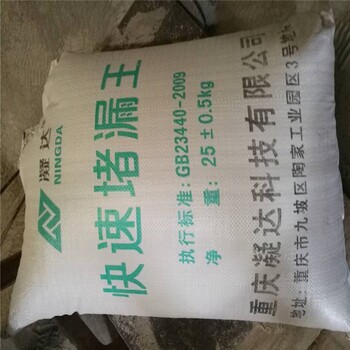 凝达
NINGDA
快速堵漏王
执行标准: GB23440-2009
净 重: 25±0.5kg
重庆凝达科技有限公司
地址: 重庆市九坡区陶家工业园区3号地